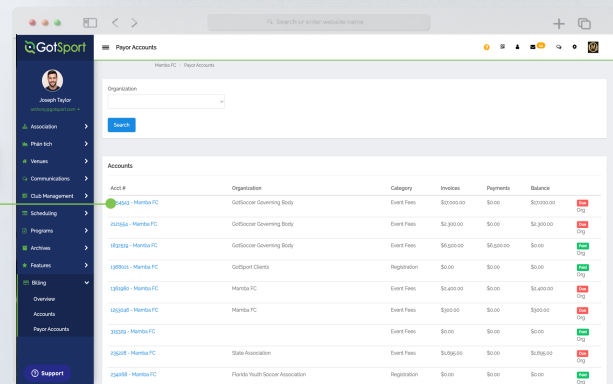 Search or enter website name
GotSport
Payor Accounts
Mamba FC
Payor Accounts
Joseph Taylor
Organization
Search
Association
Phân tích
Venues
Communications
Club Management
Scheduling
Programs
Archives
Features
Billing
Overview
Accounts
Payor Accounts
Support
Accounts
Acct # Organization Category Invoices Payments Balance
- Mamba FC GotSoccer Governing Body Event Fees $17,000.00 $0.00 $17,000.00 Due
Org
2121554 - Mamba FC GotSoccer Governing Body Event Fees $2,300.00 $0.00 $2,300.00 Due
Org
- Mamba FC GotSoccer Governing Body Event Fees $6,500.00 $6,500.00 $0.00 Paid
Org
1368021 - Mamba FC GotSport Clients Registration $0.00 $0.00 $0.00 Due
Org
1361980 - Mamba FC Mamba FC Event Fees $2,400.00 $0.00 $2,400.00 Due
Org
1253046 - Mamba FC Mamba FC Event Fees $300.00 $0.00 $300.00 Due
Org
315329 - Mamba FC Event Fees $0.00 $0.00 $0.00 Paid
Org
235228 - Mamba FC State Association Event Fees $1,695.00 $0.00 $1,695.00 Due
Org
234068 - Mamba FC Florida Youth Soccer Association Registration $0.00 $0.00 $0.00 Paid
Org